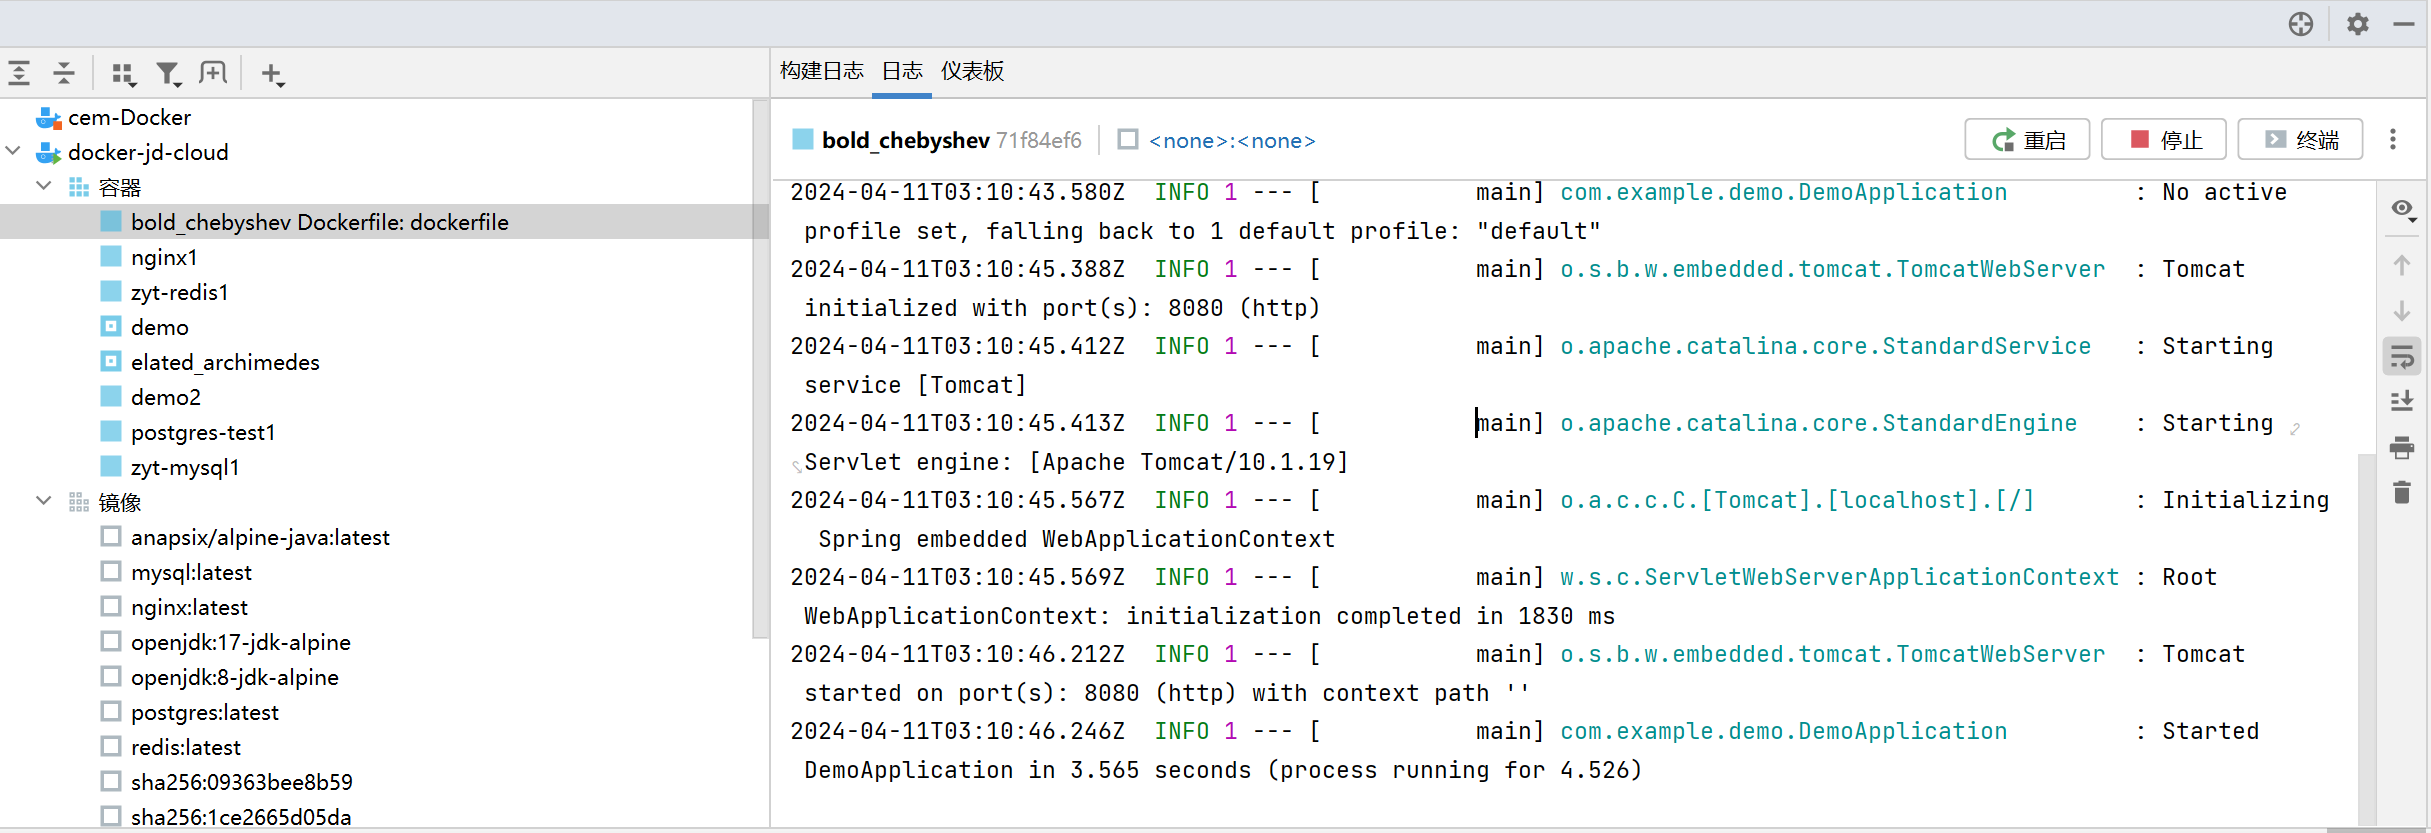 构建日志 日志 仪表板
cem-Docker
docker-jd-cloud
容器
bold_chebyshev Dockerfile: dockerfile
nginx1
zyt-redis1
demo
elated_archimedes
demo2
postgres-test1
zyt-mysql1
镜像
anapsix/alpine-java:latest
mysql:latest
nginx:latest
openjdk:17-jdk-alpine
openjdk:8-jdk-alpine
postgres:latest
redis:latest
sha256:09363bee8b59
sha256:1ce2665d05da
bold_chebyshev 71f84ef6 <none>:<none> 重启 停止 终端
2024-04-11T03:10:43.580Z  INFO 1 --- [           main] com.example.demo.DemoApplication         : No active
profile set, falling back to 1 default profile: "default"
2024-04-11T03:10:45.388Z  INFO 1 --- [           main] o.s.b.w.embedded.tomcat.TomcatWebServer  : Tomcat
initialized with port(s): 8080 (http)
2024-04-11T03:10:45.412Z  INFO 1 --- [           main] o.apache.catalina.core.StandardService   : Starting
service [Tomcat]
2024-04-11T03:10:45.413Z  INFO 1 --- [           main] o.apache.catalina.core.StandardEngine    : Starting
Servlet engine: [Apache Tomcat/10.1.19]
2024-04-11T03:10:45.567Z  INFO 1 --- [           main] o.a.c.c.C.[Tomcat].[localhost].[/]       : Initializing
Spring embedded WebApplicationContext
2024-04-11T03:10:45.569Z  INFO 1 --- [           main] w.s.c.ServletWebServerApplicationContext : Root
WebApplicationContext: initialization completed in 1830 ms
2024-04-11T03:10:46.212Z  INFO 1 --- [           main] o.s.b.w.embedded.tomcat.TomcatWebServer  : Tomcat
started on port(s): 8080 (http) with context path ''
2024-04-11T03:10:46.246Z  INFO 1 --- [           main] com.example.demo.DemoApplication         : Started
DemoApplication in 3.565 seconds (process running for 4.526)